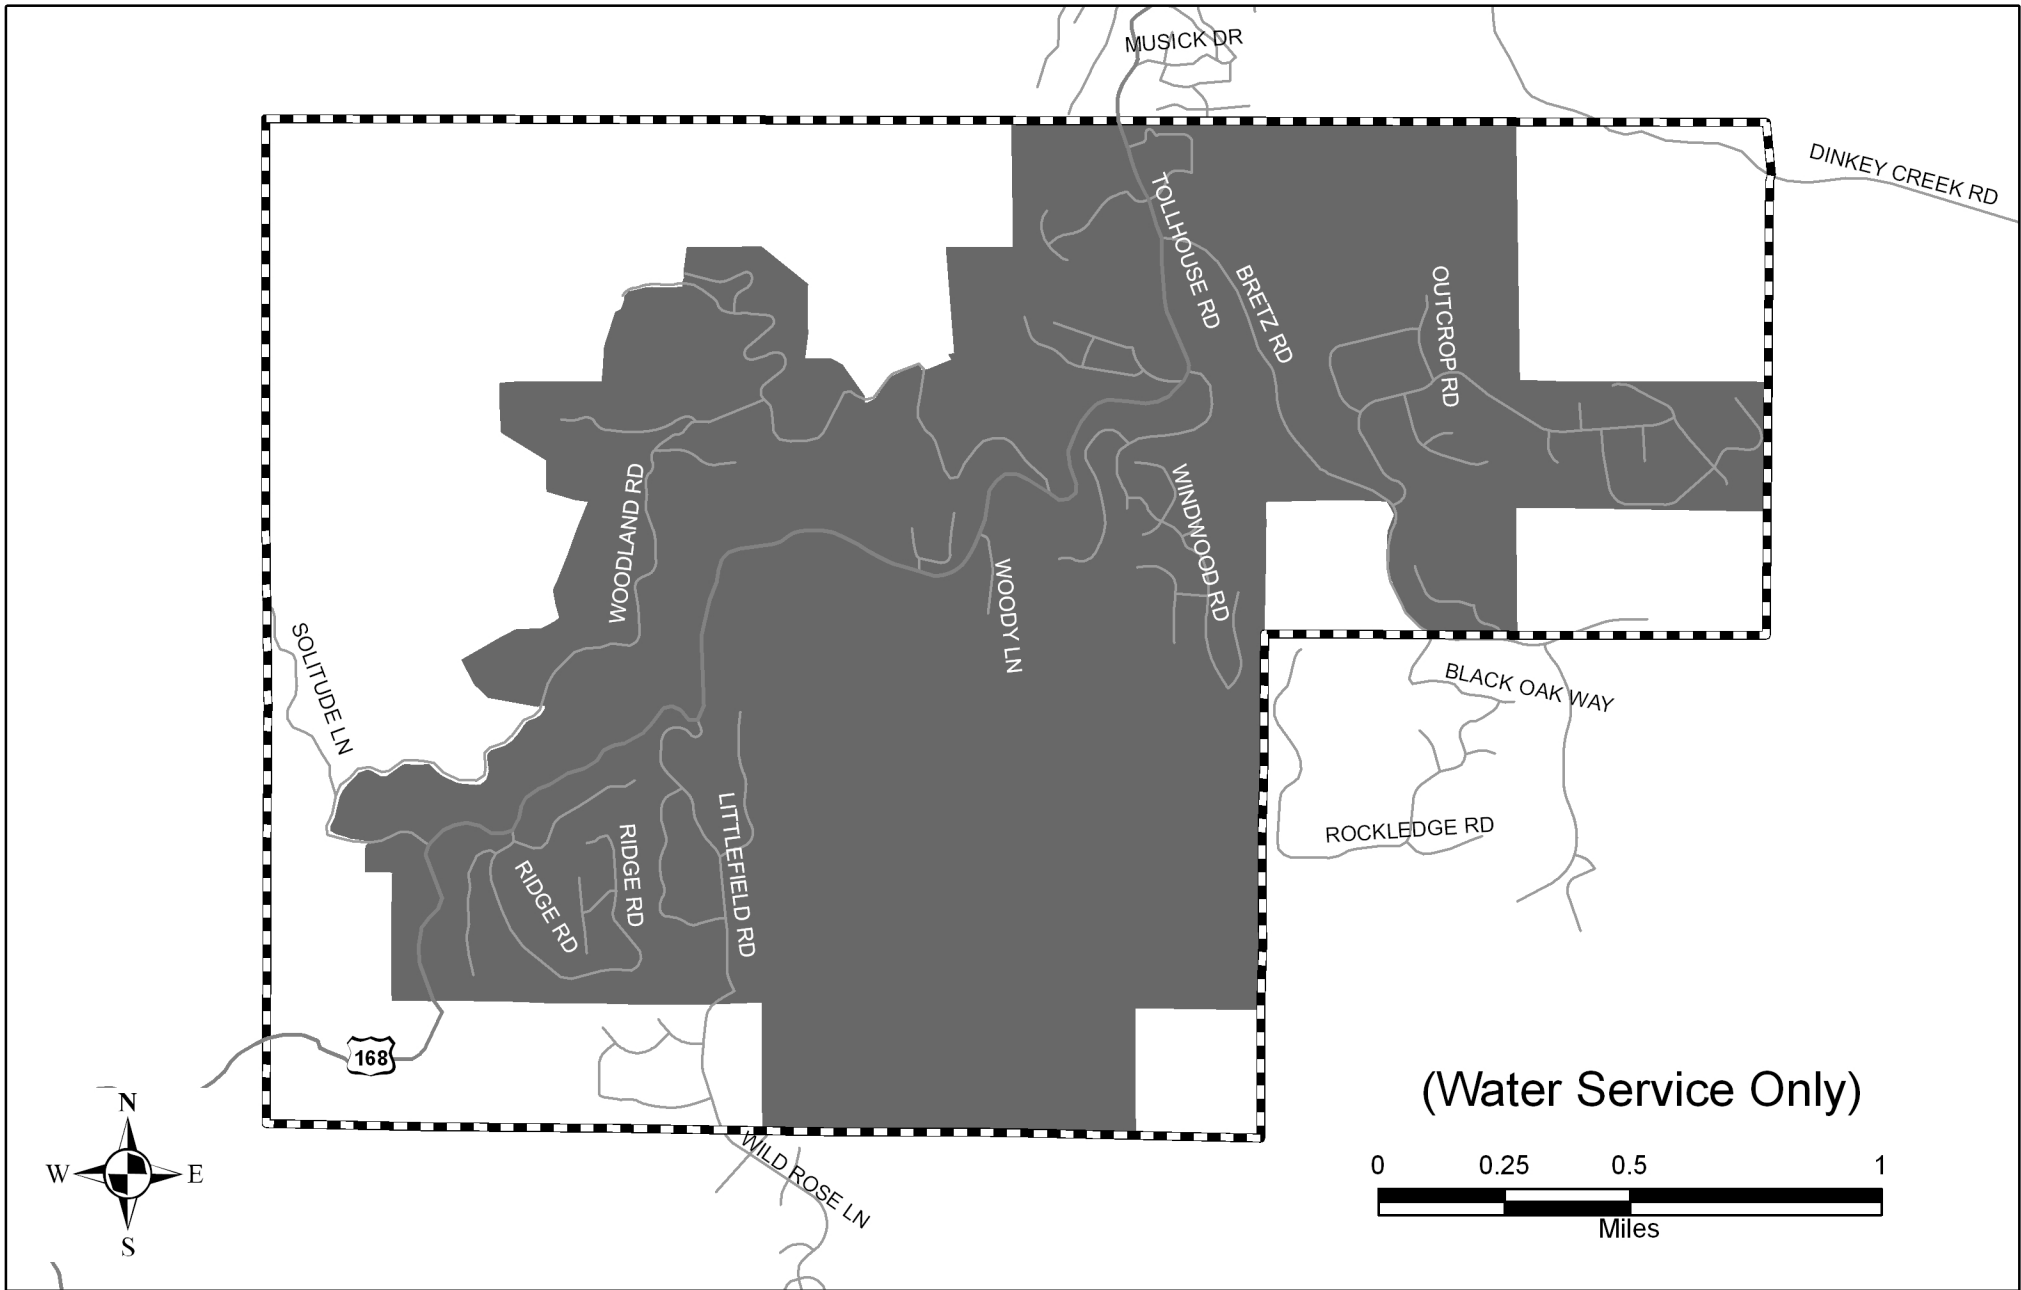 MUSICK DR
DINKEY CREEK RD
TOLLHOUSE RD
BRETZ RD
OUTCROP RD
WOODLAND RD
WINDWOOD RD
WOODY LN
SOLITUDE LN
BLACK OAK WAY
LITTLEFIELD RD
RIDGE RD
RIDGE RD
ROCKLEDGE RD
168
WILD ROSE LN
N
W E
S
(Water Service Only)
0 0.25 0.5 1
Miles